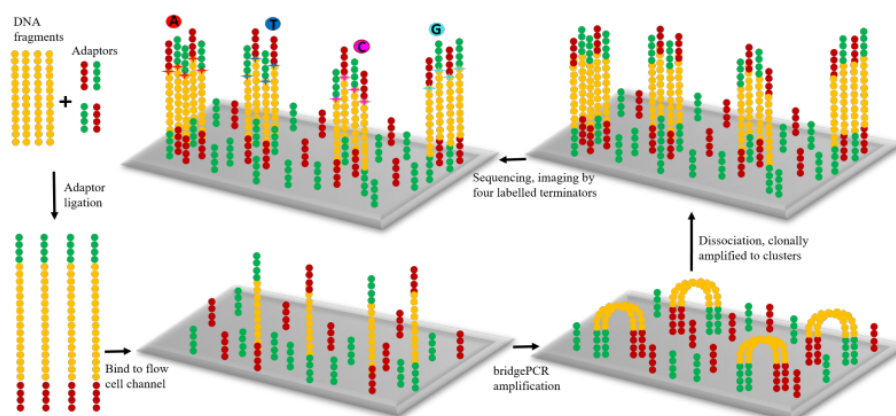 DNA
fragments
Adaptors
+
Adaptor
ligation
Bind to flow
cell channel
bridgePCR
amplification
Dissociation, clonally
amplified to clusters
Sequencing, imaging by
four labelled terminators
A
T
C
G